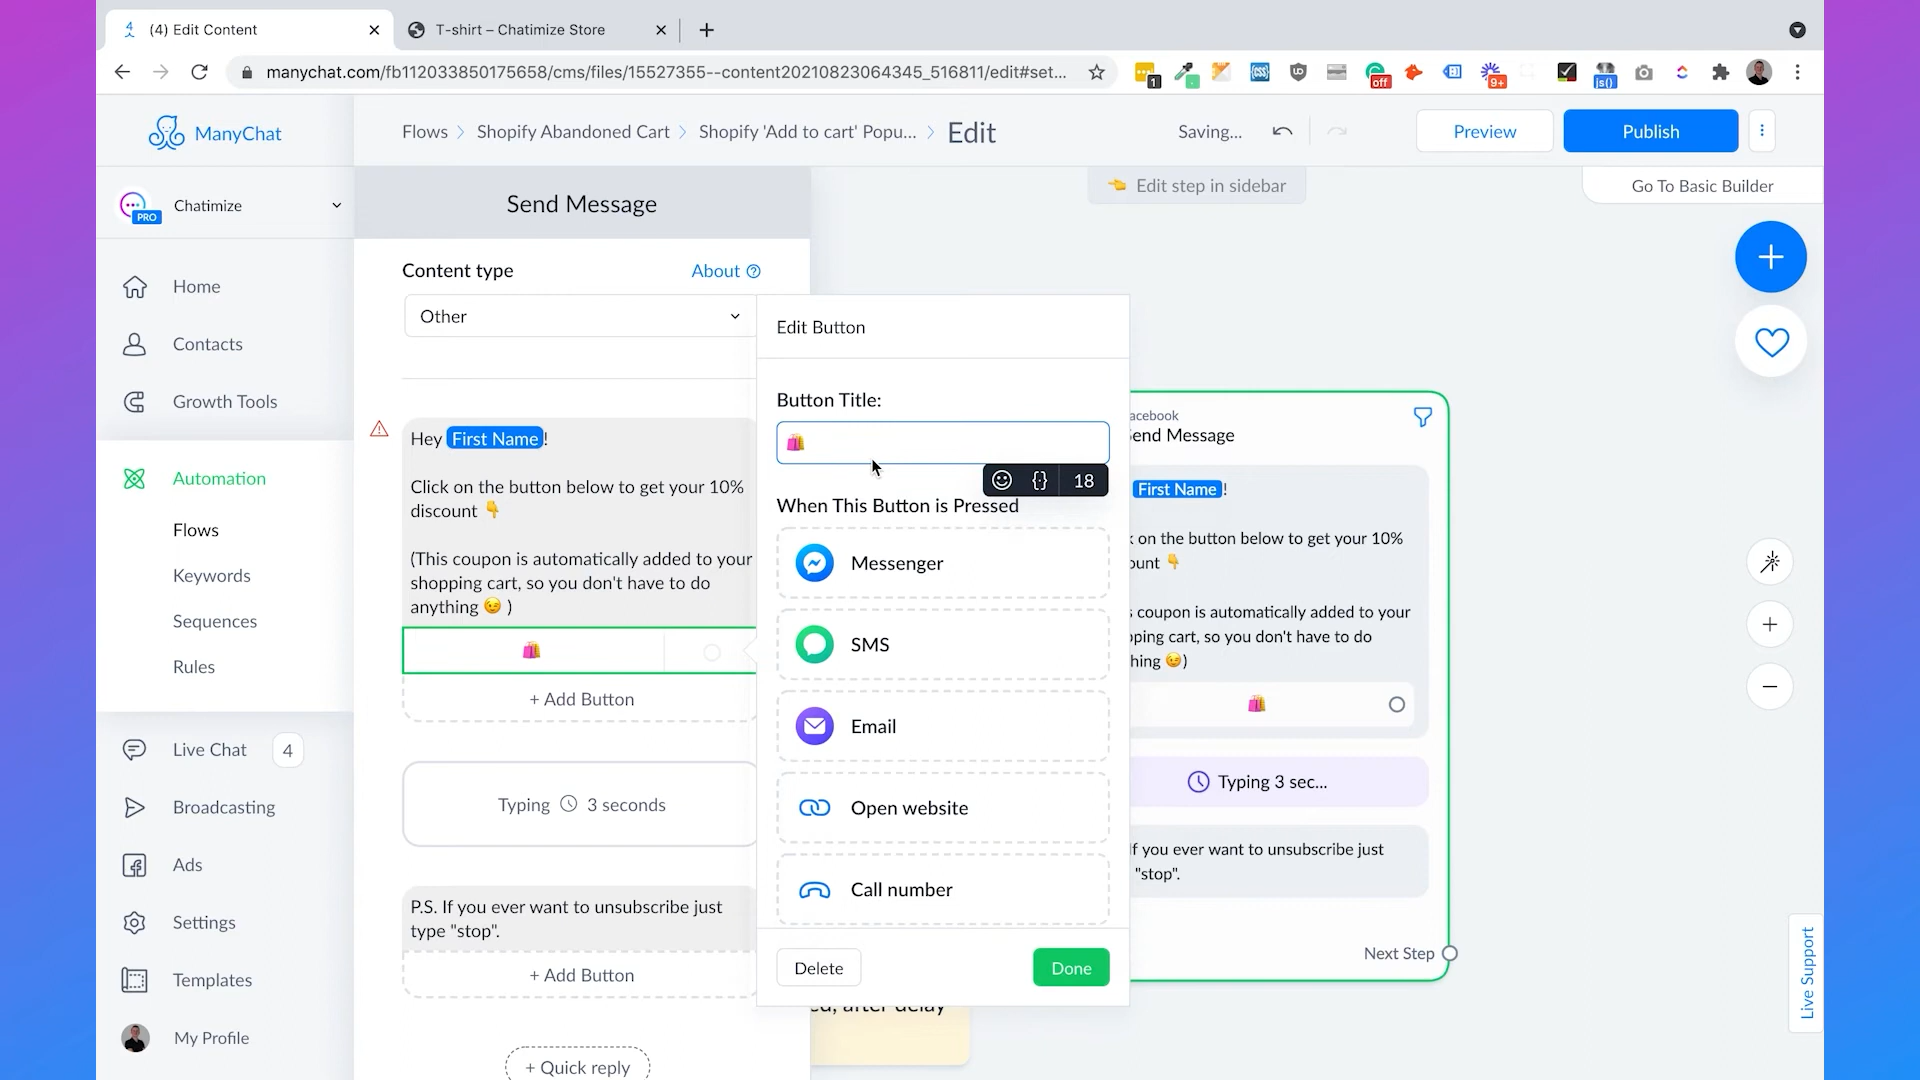 (4) Edit Content
T-shirt – Chatimize Store
manychat.com/fb112033850175658/cms/files/15527355--content20210823064345_516811/edit#set...
1
off
9+
js()
ManyChat
Flows
Shopify Abandoned Cart
Shopify 'Add to cart' Popu...
Edit
Saving...
Preview
Publish
PRO
Chatimize
Send Message
👈 Edit step in sidebar
Go To Basic Builder
Home
Contacts
Growth Tools
Automation
Flows
Keywords
Sequences
Rules
Live Chat
4
Broadcasting
Ads
Settings
Templates
My Profile
Content type
About
Other
Hey First Name!
Click on the button below to get your 10%
discount 👇
(This coupon is automatically added to your
shopping cart, so you don't have to do
anything 😉 )
🛍️
+ Add Button
Typing 3 seconds
P.S. If you ever want to unsubscribe just
type "stop".
+ Add Button
+ Quick reply
Edit Button
Button Title:
🛍️
{} 18
When This Button is Pressed
Messenger
SMS
Email
Open website
Call number
Delete
Done
acebook
end Message
First Name!
on the button below to get your 10%
unt 👇
coupon is automatically added to your
ping cart, so you don't have to do
hing 😉)
🛍️
Typing 3 sec...
If you ever want to unsubscribe just
"stop".
Next Step
ed, after delay
Live Support